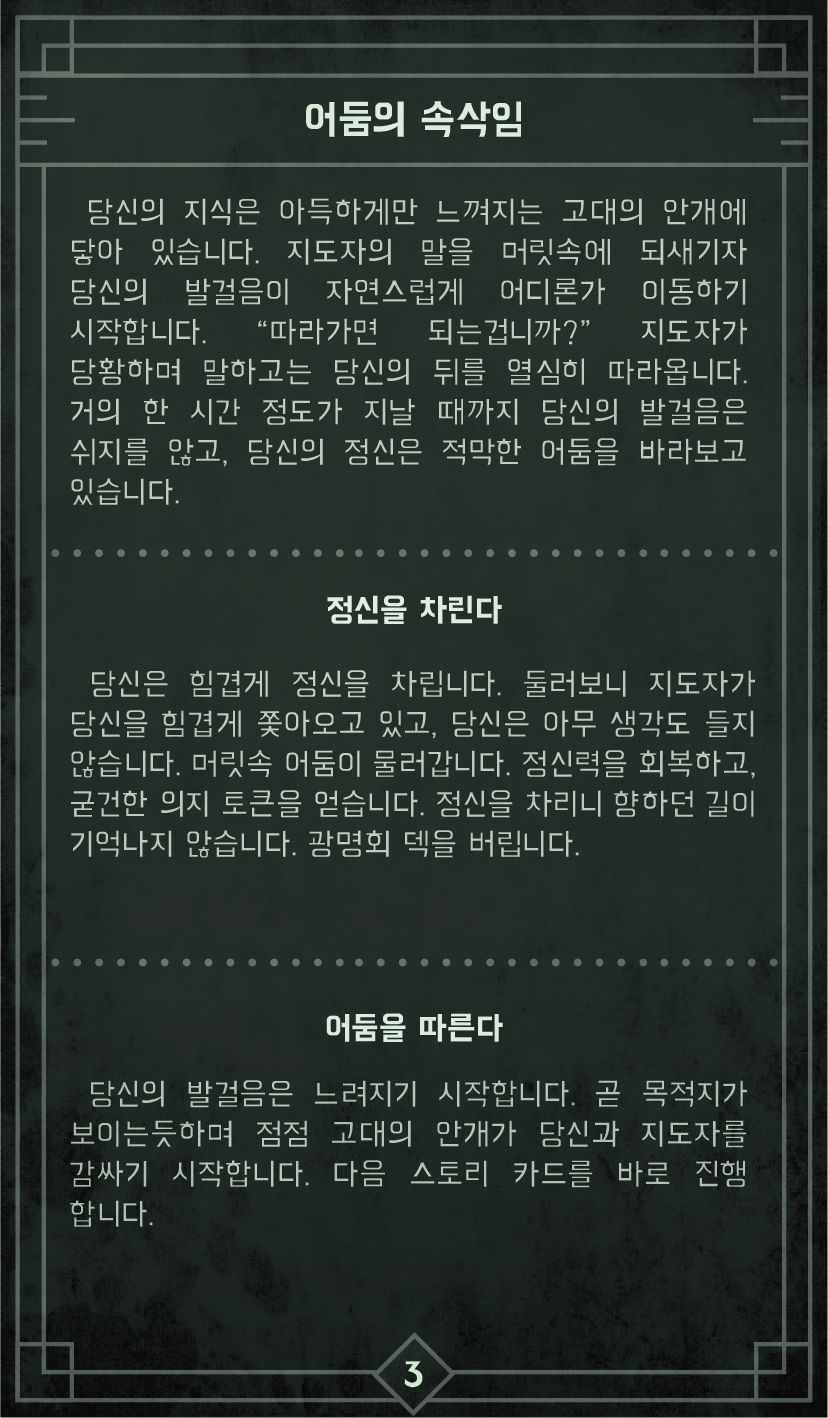 어둠의 속삭임
당신의 지식은 아득하게만 느껴지는 고대의 안개에
닿아 있습니다. 지도자의 말을 머릿속에 되새기자
당신의 발걸음이 자연스럽게 어디론가 이동하기
시작합니다. “따라가면 되는겁니까?” 지도자가
당황하며 말하고는 당신의 뒤를 열심히 따라옵니다.
거의 한 시간 정도가 지날 때까지 당신의 발걸음은
쉬지를 않고, 당신의 정신은 적막한 어둠을 바라보고
있습니다.
정신을 차린다
당신은 힘겹게 정신을 차립니다. 둘러보니 지도자가
당신을 힘겹게 쫓아오고 있고, 당신은 아무 생각도 들지
않습니다. 머릿속 어둠이 물러갑니다. 정신력을 회복하고,
굳건한 의지 토큰을 얻습니다. 정신을 차리니 향하던 길이
기억나지 않습니다. 광명회 덱을 버립니다.
어둠을 따른다
당신의 발걸음은 느려지기 시작합니다. 곧 목적지가
보이는듯하며 점점 고대의 안개가 당신과 지도자를
감싸기 시작합니다. 다음 스토리 카드를 바로 진행
합니다.
3